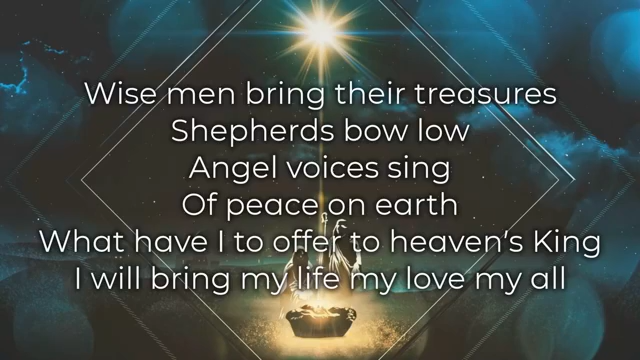 Wise men bring their treasures
Shepherds bow low
Angel voices sing
Of peace on earth
What have I to offer to heaven's King
I will bring my life my love my all